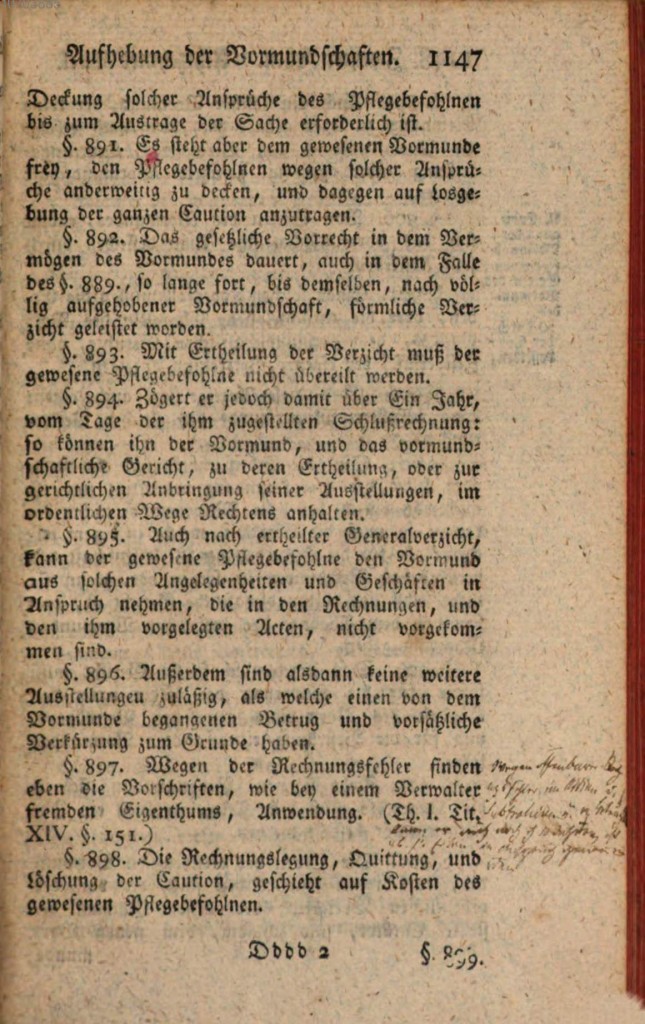 Aufhebung der Vormundschaften. 1147
Deckung solcher Ansprüche des Pflegebefohlnen
bis zum Austrage der Sache erforderlich ist.
§. 891. Es steht aber dem gewesenen Vormunde
frey, den Pflegebefohlnen wegen solcher Ansprü-
che anderweitig zu decken, und dagegen auf Losge-
bung der ganzen Caution anzutragen.
§. 892. Das gesetzliche Vorrecht in dem Ver-
mögen des Vormundes dauert, auch in dem Falle
des §. 889., so lange fort, bis demselben, nach völ-
lig aufgehobener Vormundschaft, förmliche Ver-
zicht geleistet worden.
§. 893. Mit Ertheilung der Verzicht muß der
gewesene Pflegebefohlne nicht übereilt werden.
§. 894. Zögert er jedoch damit über Ein Jahr,
vom Tage der ihm zugestellten Schlußrechnung:
so können ihn der Vormund, und das vormund-
schaftliche Gericht, zu deren Ertheilung, oder zur
gerichtlichen Anbringung seiner Ausstellungen, im
ordentlichen Wege Rechtens anhalten.
§. 895. Auch nach ertheilter Generalverzicht,
kann der gewesene Pflegebefohlne den Vormund
aus solchen Angelegenheiten und Geschäften in
Anspruch nehmen, die in den Rechnungen, und
den ihm vorgelegten Acten, nicht vorgekom-
men sind.
§. 896. Außerdem sind alsdann keine weitere
Ausstellungen zuläßig, als welche einen von dem
Vormunde begangenen Betrug und vorsätzliche
Verkürzung zum Grunde haben.
§. 897. Wegen der Rechnungsfehler finden
eben die Vorschriften, wie bey einem Verwalter
fremden Eigenthums, Anwendung. (Th. I. Tit.
XIV. §. 151.)
§. 898. Die Rechnungslegung, Quittung, und
Löschung der Caution, geschieht auf Kosten des
gewesenen Pflegebefohlnen.
Dddd 2 §. 899.